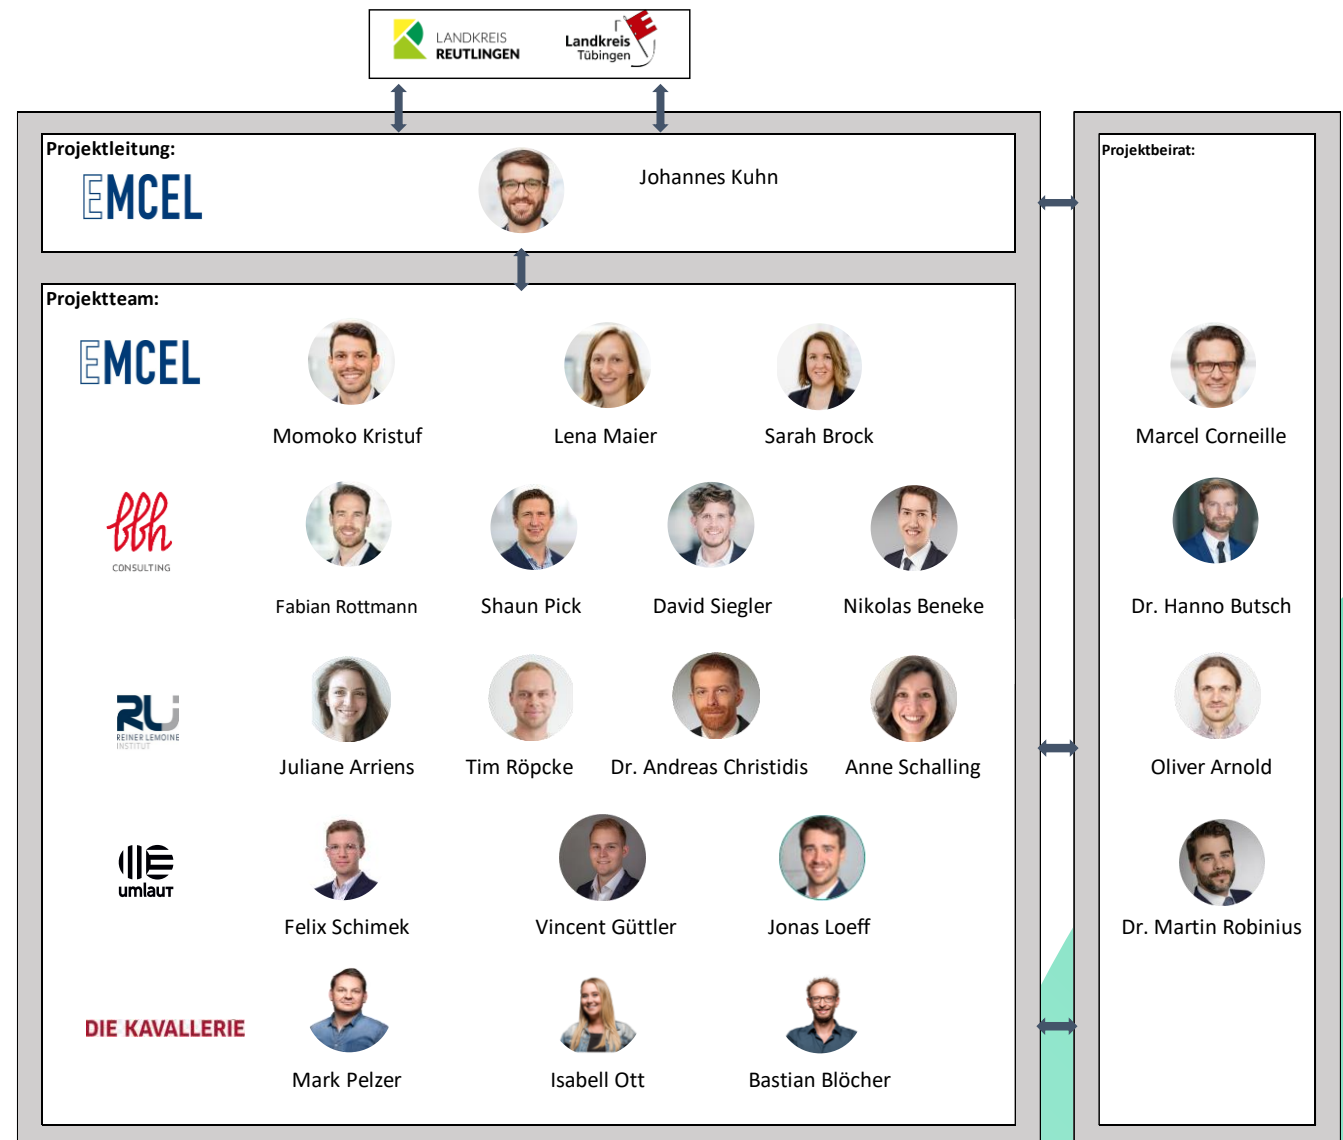 LANDKREIS
REUTLINGEN
Landkreis
Tübingen
Projektleitung:
EMCEL
Johannes Kuhn
Projektbeirat:
Projektteam:
EMCEL
Momoko Kristuf
Lena Maier
Sarah Brock
Marcel Corneille
bbh
CONSULTING
Fabian Rottmann
Shaun Pick
David Siegler
Nikolas Beneke
Dr. Hanno Butsch
RLI
REINER LEMOINE
INSTITUT
Juliane Arriens
Tim Röpcke
Dr. Andreas Christidis
Anne Schalling
Oliver Arnold
umlaut
Felix Schimek
Vincent Güttler
Jonas Loeff
Dr. Martin Robinius
DIE KAVALLERIE
Mark Pelzer
Isabell Ott
Bastian Blöcher